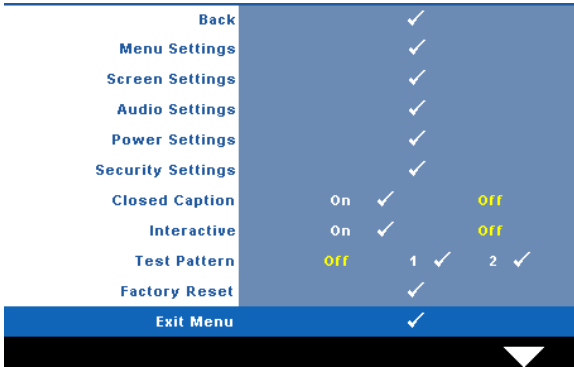 Back ✓
Menu Settings ✓
Screen Settings ✓
Audio Settings ✓
Power Settings ✓
Security Settings ✓
Closed Caption On ✓ Off
Interactive On ✓ Off
Test Pattern Off 1 ✓ 2 ✓
Factory Reset ✓
Exit Menu ✓